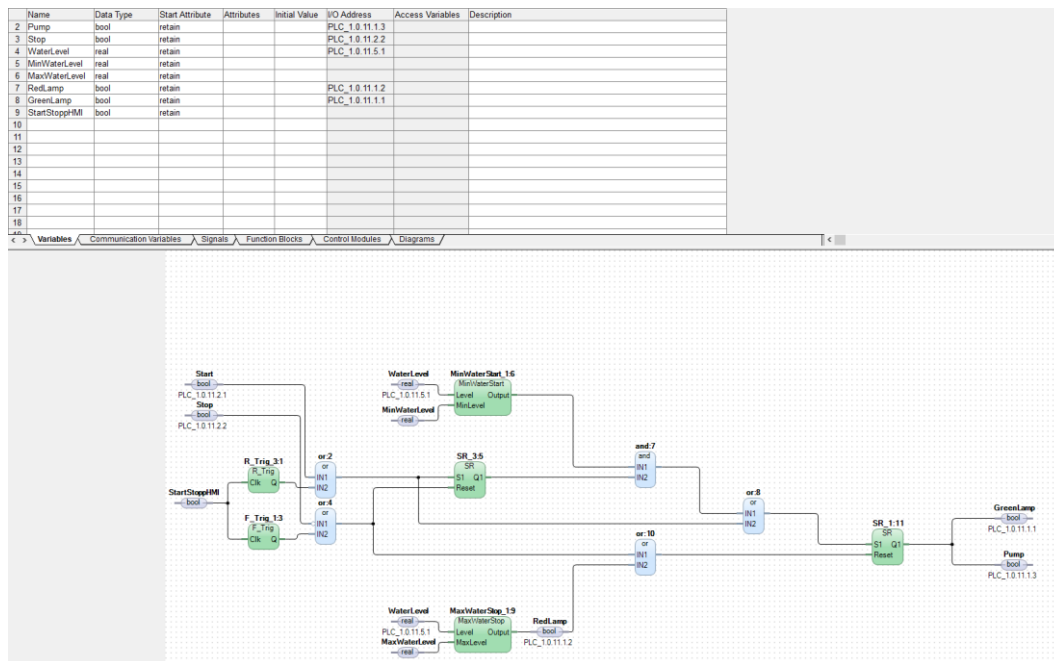 Name Data Type Start Attribute Attributes Initial Value I/O Address Access Variables Description
2 Pump bool retain PLC_1.0.11.1.3
3 Stop bool retain PLC_1.0.11.2.2
4 WaterLevel real retain PLC_1.0.11.5.1
5 MinWaterLevel real retain
6 MaxWaterLevel real retain
7 RedLamp bool retain PLC_1.0.11.1.2
8 GreenLamp bool retain PLC_1.0.11.1.1
9 StartStoppHMI bool retain
10
11
12
13
14
15
16
17
18
Variables Communication Variables Signals Function Blocks Control Modules Diagrams
Start
bool
PLC_1.0.11.2.1
Stop
bool
PLC_1.0.11.2.2
WaterLevel
real
PLC_1.0.11.5.1
MinWaterLevel
real
MinWaterStart_1:6
MinWaterStart
Level Output
MinLevel
StartStoppHMI
bool
R_Trig_3:1
R_Trig
Clk Q
F_Trig_1:3
F_Trig
Clk Q
or:2
or
IN1
IN2
or:4
or
IN1
IN2
SR_3:5
SR
S1 Q1
Reset
and:7
and
IN1
IN2
or:8
or
IN1
IN2
or:10
or
IN1
IN2
SR_1:11
SR
S1 Q1
Reset
GreenLamp
bool
PLC_1.0.11.1.1
Pump
bool
PLC_1.0.11.1.3
WaterLevel
real
PLC_1.0.11.5.1
MaxWaterLevel
real
MaxWaterStop_1:9
MaxWaterStop
Level Output
MaxLevel
RedLamp
bool
PLC_1.0.11.1.2